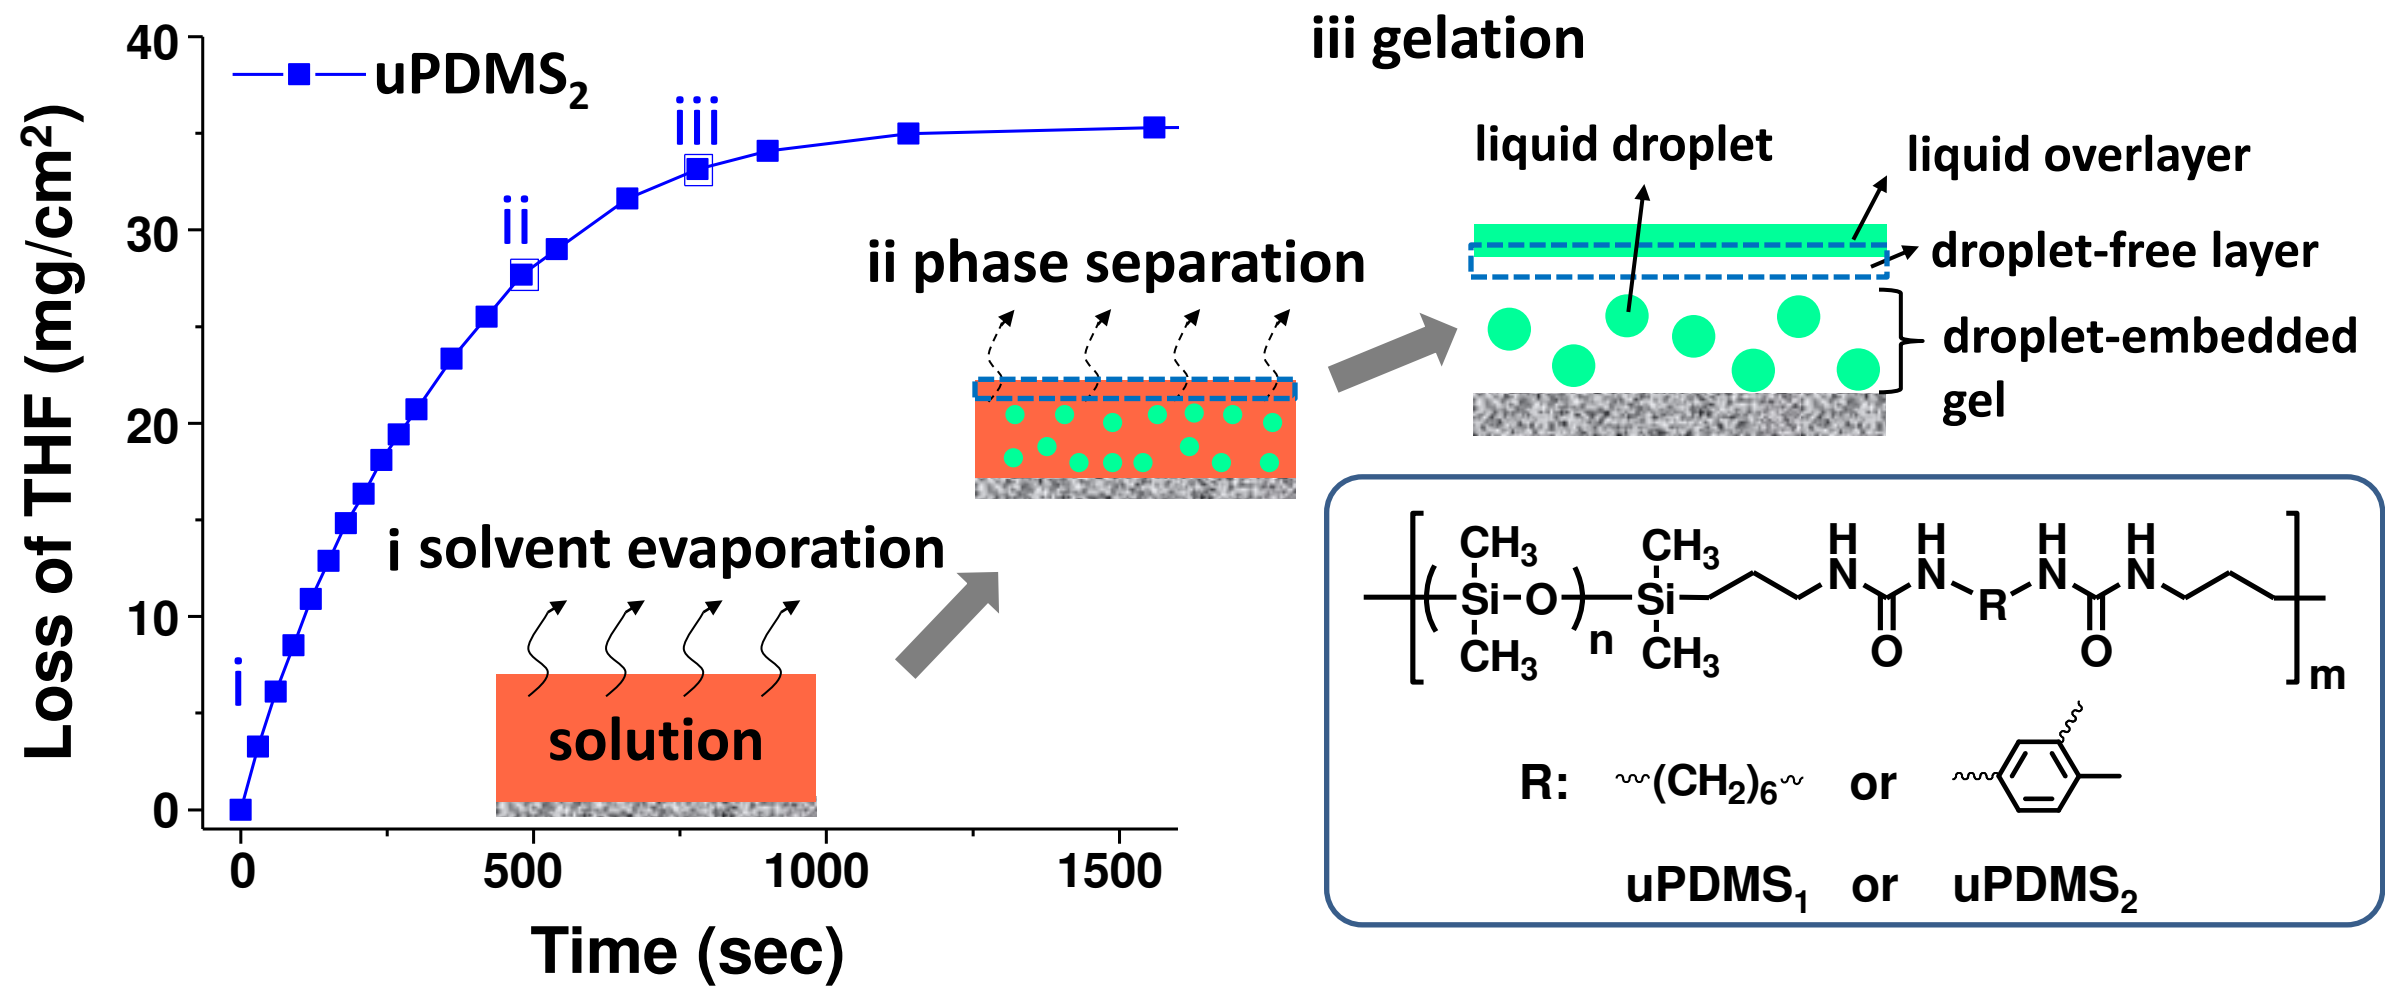 iii gelation
40
uPDMS₂
iii
liquid droplet
liquid overlayer
ii
30
ii phase separation
droplet-free layer
droplet-embedded
gel
20
Loss of THF (mg/cm²)
i solvent evaporation
10
i
solution
0
0 500 1000 1500
Time (sec)
CH₃ CH₃ H H H H
Si O Si N N R N N
CH₃ n CH₃ O O
m
R: (CH₂)₆ or
uPDMS₁ or uPDMS₂